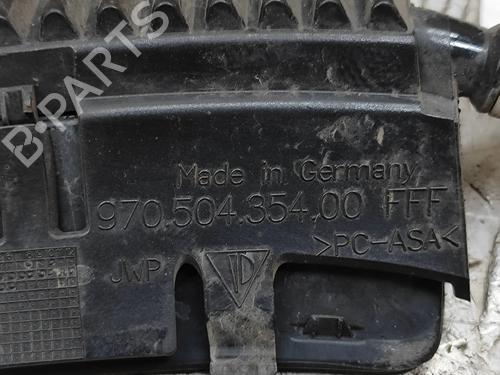 B-PARTS
Made in Germany
970.504.354.00 FFF
>PC-ASA<
JWP